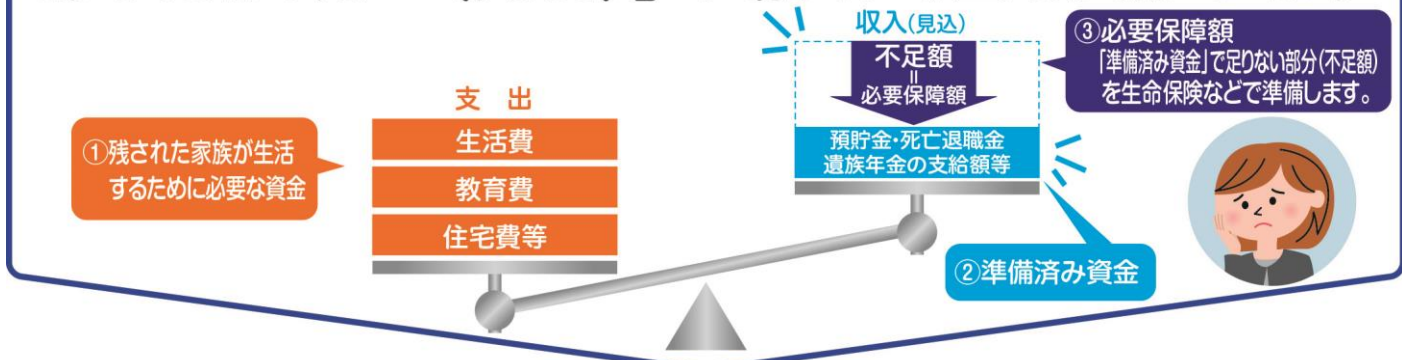 支出
生活費
教育費
住宅費等
①残された家族が生活
するために必要な資金
収入(見込)
不足額
＝
必要保障額
預貯金・死亡退職金
遺族年金の支給額等
②準備済み資金
③必要保障額
「準備済み資金」で足りない部分(不足額)
を生命保険などで準備します。